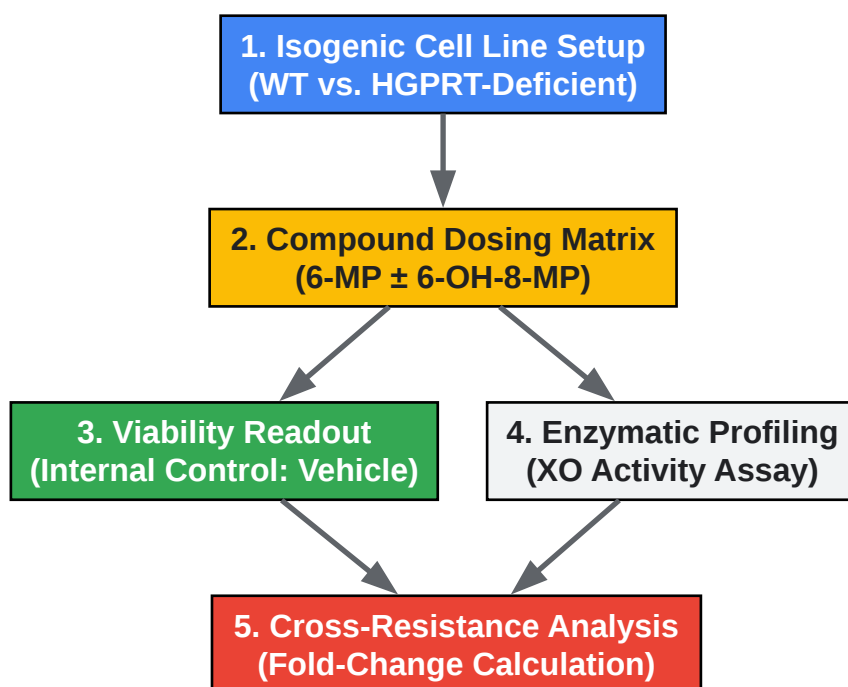 1. Isogenic Cell Line Setup
(WT vs. HGPRT-Deficient)
2. Compound Dosing Matrix
(6-MP ± 6-OH-8-MP)
3. Viability Readout
(Internal Control: Vehicle)
4. Enzymatic Profiling
(XO Activity Assay)
5. Cross-Resistance Analysis
(Fold-Change Calculation)